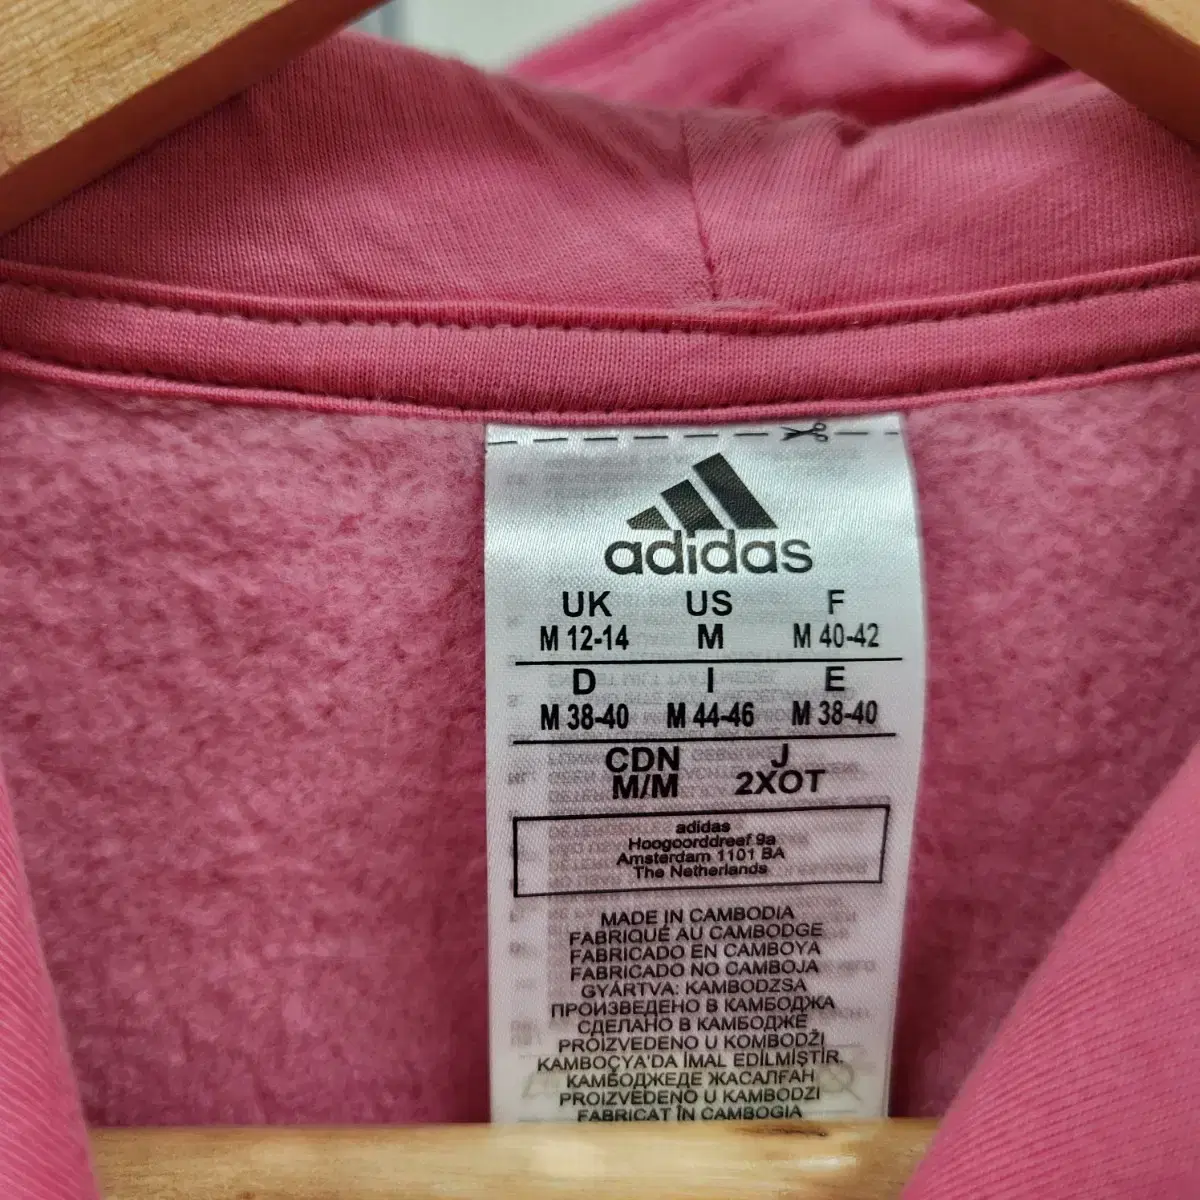 adidas
UK US F
M 12-14 M M 40-42
D I E
M 38-40 M 44-46 M 38-40
CDN J
M/M 2XOT
adidas
Hoogoorddreef 9a
Amsterdam 1101 BA
The Netherlands
MADE IN CAMBODIA
FABRIQUÉ AU CAMBODGE
FABRICADO EN CAMBOYA
FABRICADO NO CAMBOJA
GYÁRTVA: KAMBODZSA
ПРОИЗВЕДЕНО В КАМБОДЖА
СДЕЛАНО В КАМБОДЖЕ
PROIZVEDENO U KOMBODŽI
KAMBOÇYA'DA İMAL EDİLMİŞTİR.
КАМБОДЖЕДЕ ЖАСАЛҒАН
PROIZVEDENO U KAMBODZI
FABRICAT ÎN CAMBOGIA